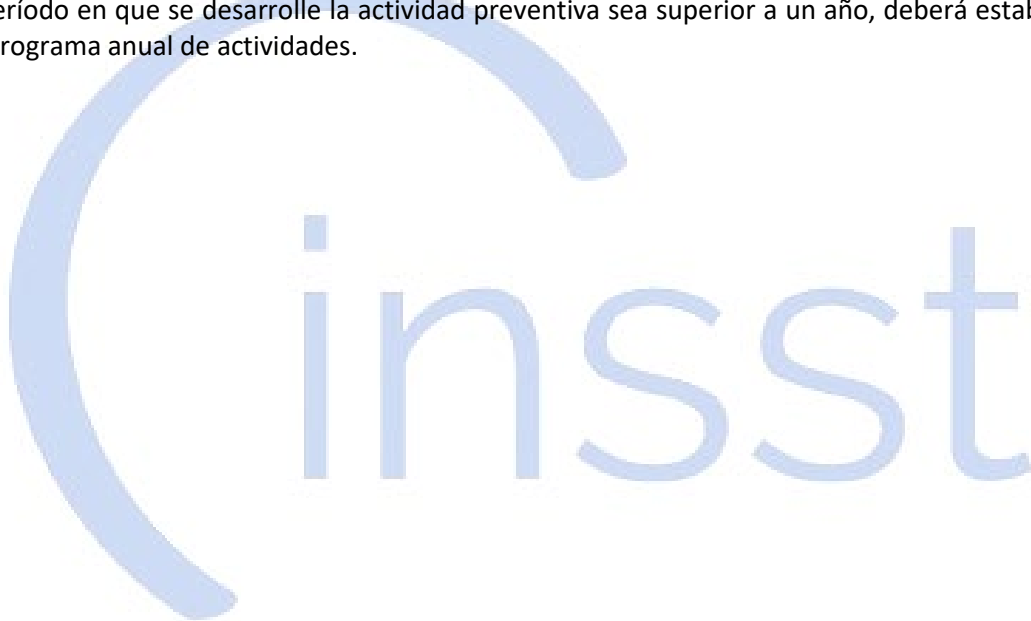 eríodo en que se desarrolle la actividad preventiva sea superior a un año, deberá estab
rograma anual de actividades.
insst